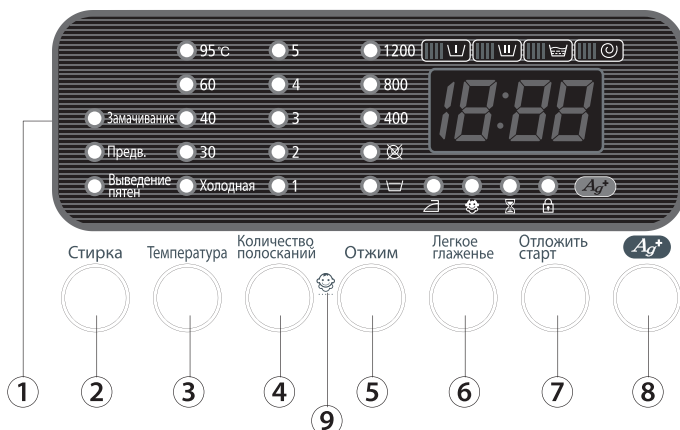 95°C 5 1200
60 4 800
18:88
Замачивание 40 3 400
Предв. 30 2
Выведение
пятен
Холодная 1
Ag+
Стирка
Температура
Количество
полосканий
Отжим
Легкое
глаженье
Отложить
старт
Ag+
1 2 3 4 5 6 7 8
9